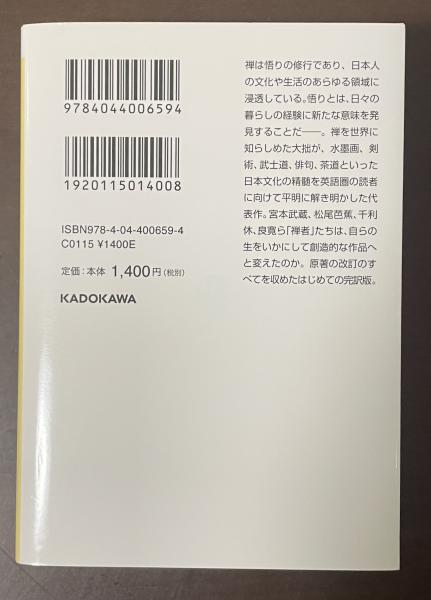 9784044006594
1920115014008
ISBN978-4-04-400659-4
C0115 ¥1400E
定価:本体 1,400円(税別)
KADOKAWA
禅は悟りの修行であり、日本人
の文化や生活のあらゆる領域に
浸透している。悟りとは、日々の
暮らしの経験に新たな意味を発
見することだ――。禅を世界に
知らしめた大拙が、水墨画、剣
術、武士道、俳句、茶道といった
日本文化の精髄を英語圏の読者
に向けて平明に解き明かした代
表作。宮本武蔵、松尾芭蕉、千利
休、良寛ら「禅者」たちは、自らの
生をいかにして創造的な作品へ
と変えたのか。原著の改訂のす
べてを収めたはじめての完訳版。